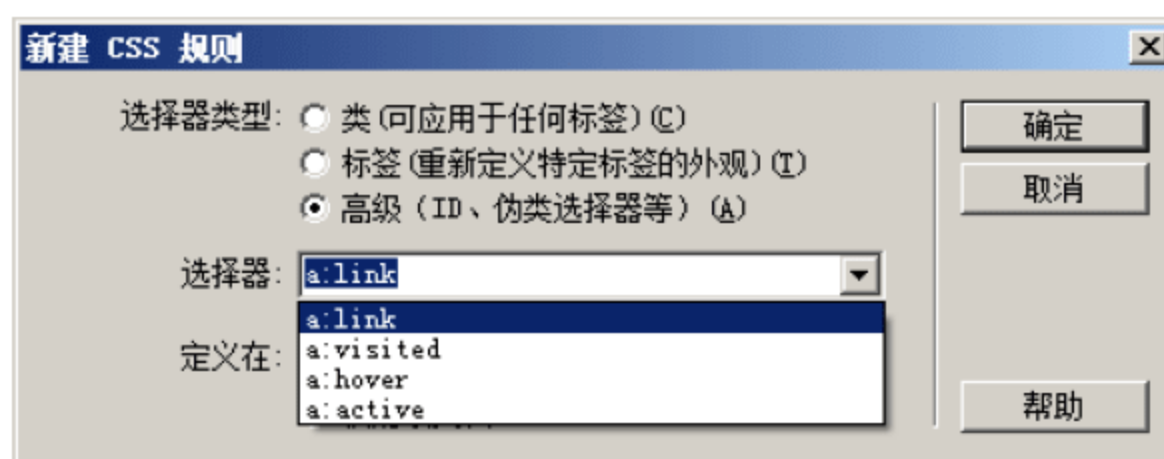 新建 CSS 规则
选择器类型: 类(可应用于任何标签)(C)
标签(重新定义特定标签的外观)(T)
高级（ID、伪类选择器等）(A)
选择器: a:link
a:link
a:visited
a:hover
a:active
定义在:
确定
取消
帮助